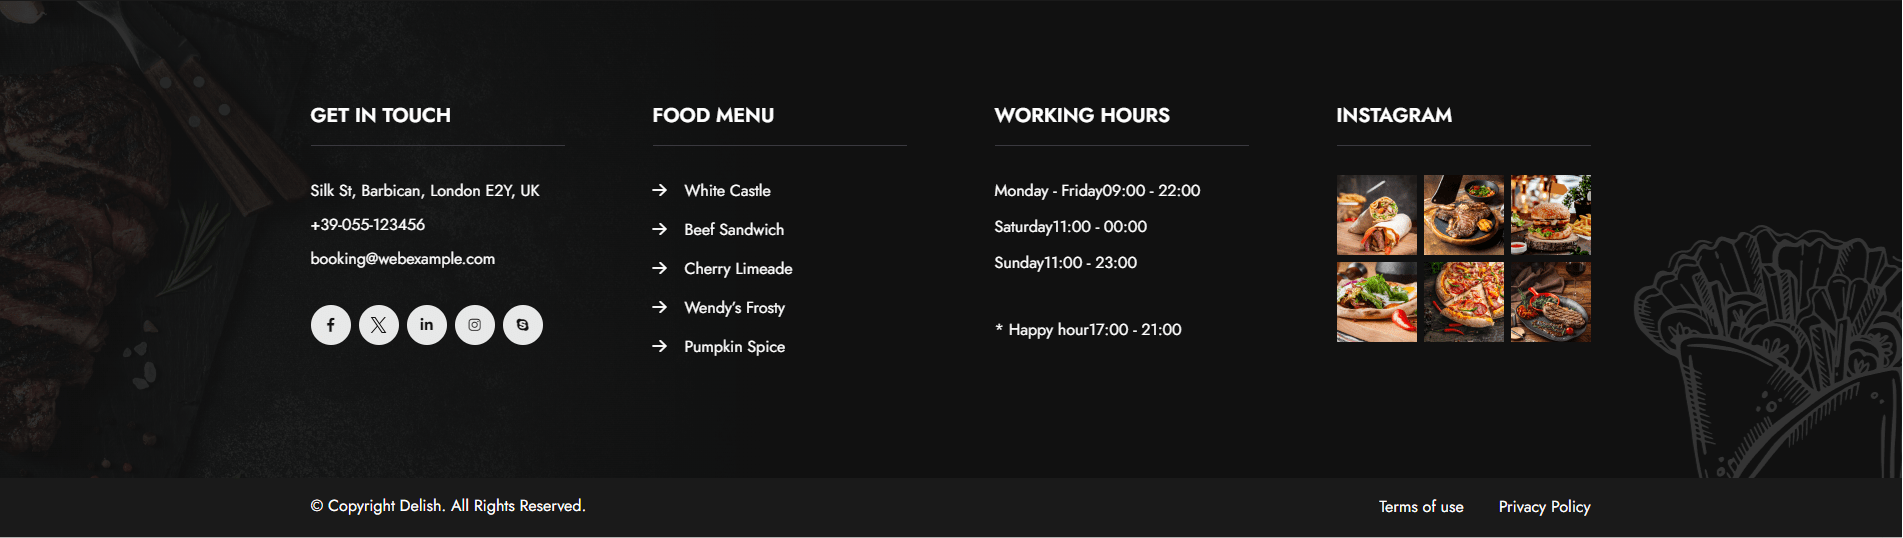 GET IN TOUCH
Silk St, Barbican, London E2Y, UK
+39-055-123456
booking@webexample.com
FOOD MENU
White Castle
Beef Sandwich
Cherry Limeade
Wendy's Frosty
Pumpkin Spice
WORKING HOURS
Monday - Friday09:00 - 22:00
Saturday11:00 - 00:00
Sunday11:00 - 23:00
* Happy hour17:00 - 21:00
INSTAGRAM
© Copyright Delish. All Rights Reserved.
Terms of use
Privacy Policy